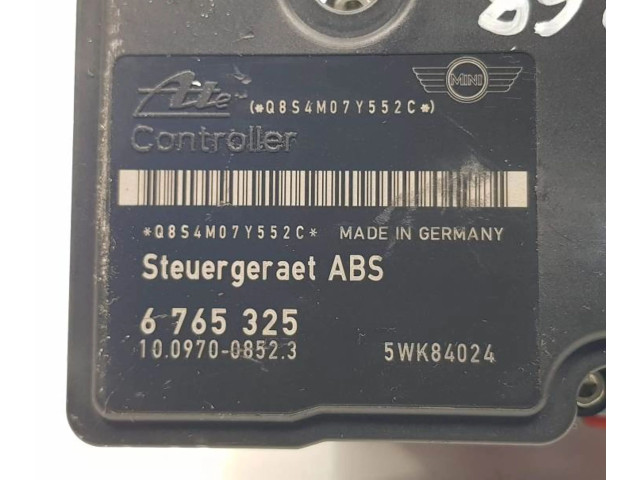 Ate (*Q8S4M07Y552C*) MINI
Controller
*Q8S4M07Y552C* MADE IN GERMANY
Steuergeraet ABS
6 765 325
10.0970-0852.3 5WK84024